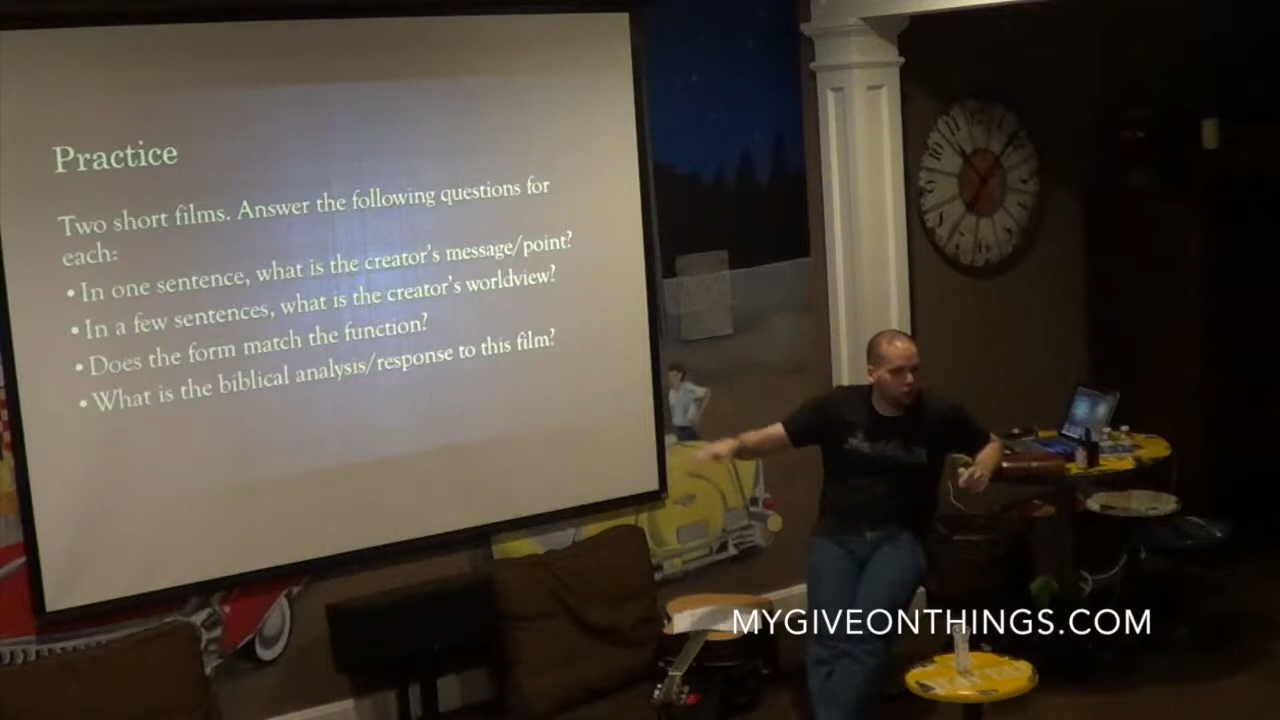 Practice
Two short films. Answer the following questions for
each:
• In one sentence, what is the creator's message/point?
• In a few sentences, what is the creator's worldview?
• Does the form match the function?
• What is the biblical analysis/response to this film?
MYGIVEONTHINGS.COM